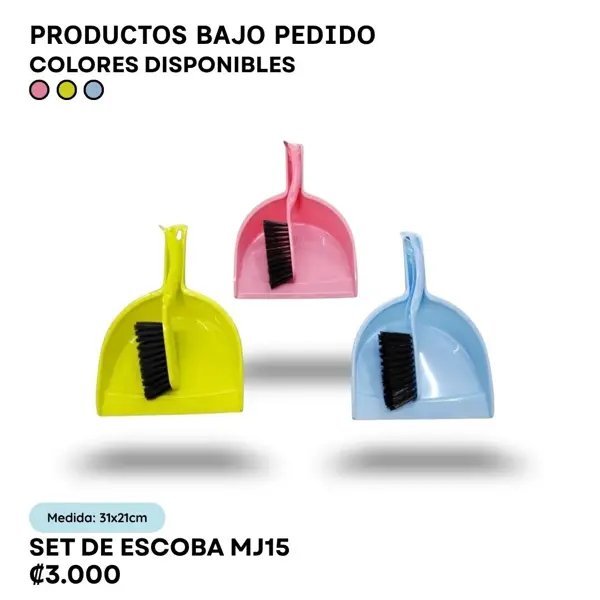 PRODUCTOS BAJO PEDIDO
COLORES DISPONIBLES
Medida: 31x21cm
SET DE ESCOBA MJ15
₡3.000